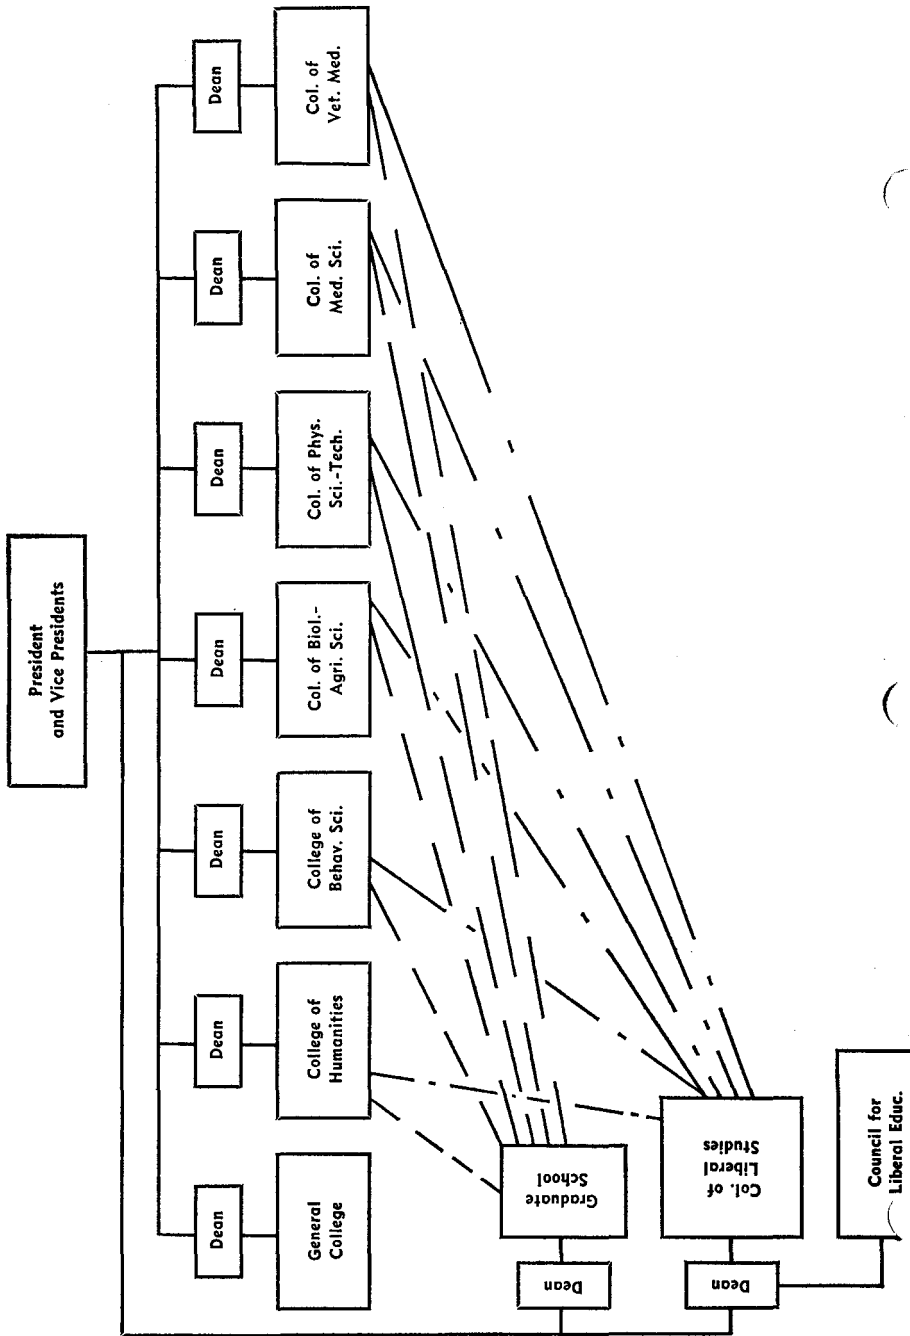 President
and Vice Presidents
Dean
Dean
Dean
Dean
Dean
Dean
Dean
General
College
College of
Humanities
College of
Behav. Sci.
Col. of Biol.-
Agri. Sci.
Col. of Phys.
Sci.-Tech.
Col. of
Med. Sci.
Col. of
Vet. Med.
Dean
Graduate
School
Dean
Col. of
Liberal
Studies
Council for
Liberal Educ.